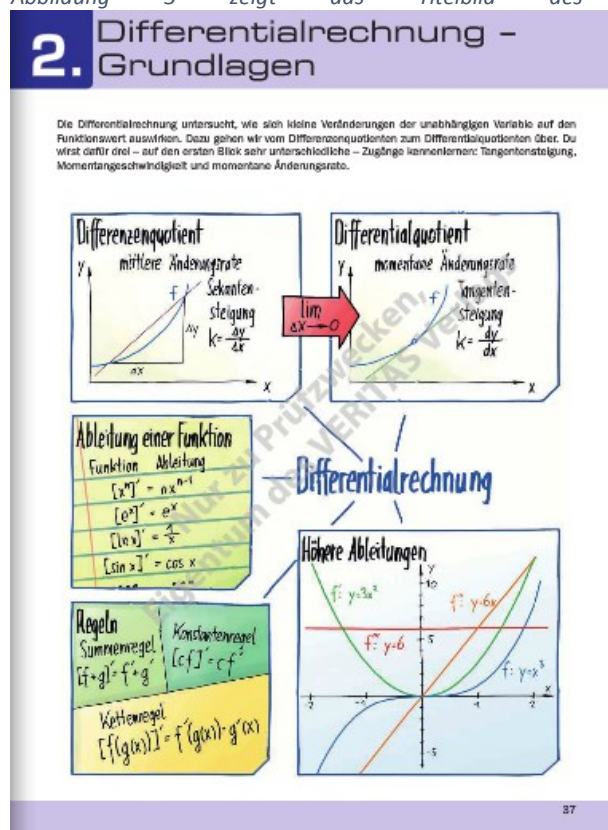 Abbildung 3 zeigt das Titelbild des
2. Differentialrechnung –
Grundlagen
Die Differentialrechnung untersucht, wie sich kleine Veränderungen der unabhängigen Variable auf den
Funktionswert auswirken. Dazu gehen wir vom Differenzenquotienten zum Differentialquotienten über. Du
wirst dafür drei – auf den ersten Blick sehr unterschiedliche – Zugänge kennenlernen: Tangentensteigung,
Momentangeschwindigkeit und momentane Änderungsrate.
Differenzenquotient
y mittlere Änderungsrate
f Sekanten-
steigung
Δy k = Δy/Δx
Δx
x
lim
Δx→0
Differentialquotient
y momentane Änderungsrate
f Tangenten-
steigung
k = dy/dx
x
Nur zu Prüfzwecken,
Eigentum des VERITAS Verlags
Ableitung einer Funktion
Funktion Ableitung
[xⁿ]' = nxⁿ⁻¹
[eˣ]' = eˣ
[ln x]' = 1/x
[sin x]' = cos x
Differentialrechnung
Regeln
Summenregel
[f+g]' = f'+g'
Konstantenregel
[cf]' = cf'
Kettenregel
[f(g(x))]' = f'(g(x))·g'(x)
Höhere Ableitungen
y
10
f': y=3x²
f'': y=6x
f''': y=6
5
f: y=x³
x
-2
-1
0
1
2
-5
37